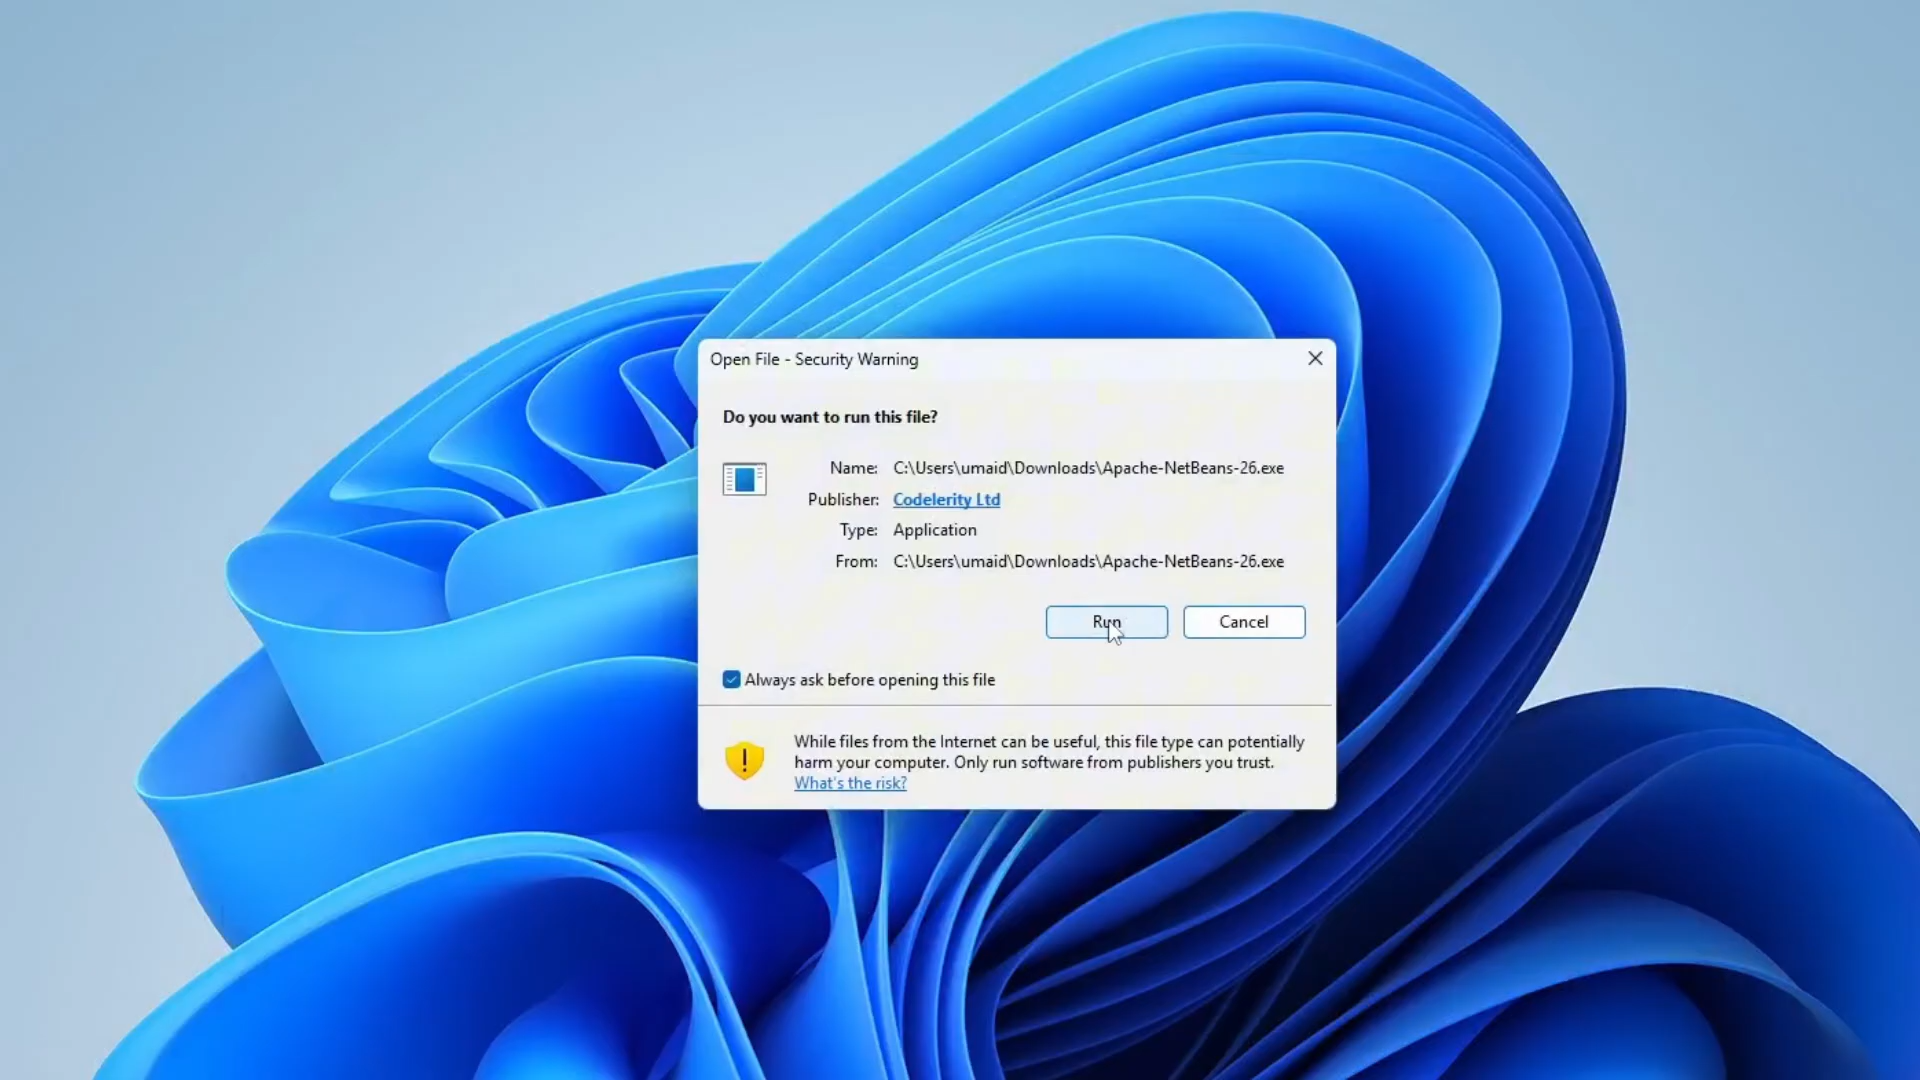 Open File - Security Warning
Do you want to run this file?
Name: C:\Users\umaid\Downloads\Apache-NetBeans-26.exe
Publisher: Codelerity Ltd
Type: Application
From: C:\Users\umaid\Downloads\Apache-NetBeans-26.exe
Run Cancel
Always ask before opening this file
While files from the Internet can be useful, this file type can potentially
harm your computer. Only run software from publishers you trust.
What's the risk?